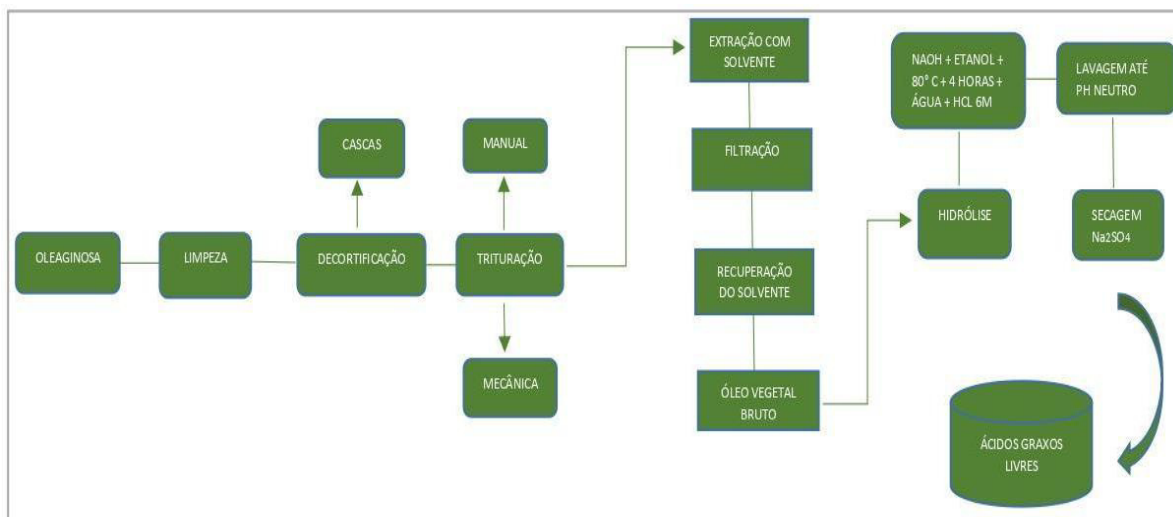 OLEAGINOSA
LIMPEZA
CASCAS
DECORTIFICAÇÃO
MANUAL
TRITURAÇÃO
MECÂNICA
EXTRAÇÃO COM
SOLVENTE
FILTRAÇÃO
RECUPERAÇÃO
DO SOLVENTE
ÓLEO VEGETAL
BRUTO
HIDRÓLISE
NAOH + ETANOL +
80° C + 4 HORAS +
ÁGUA + HCL 6M
LAVAGEM ATÉ
PH NEUTRO
SECAGEM
Na2SO4
ÁCIDOS GRAXOS
LIVRES